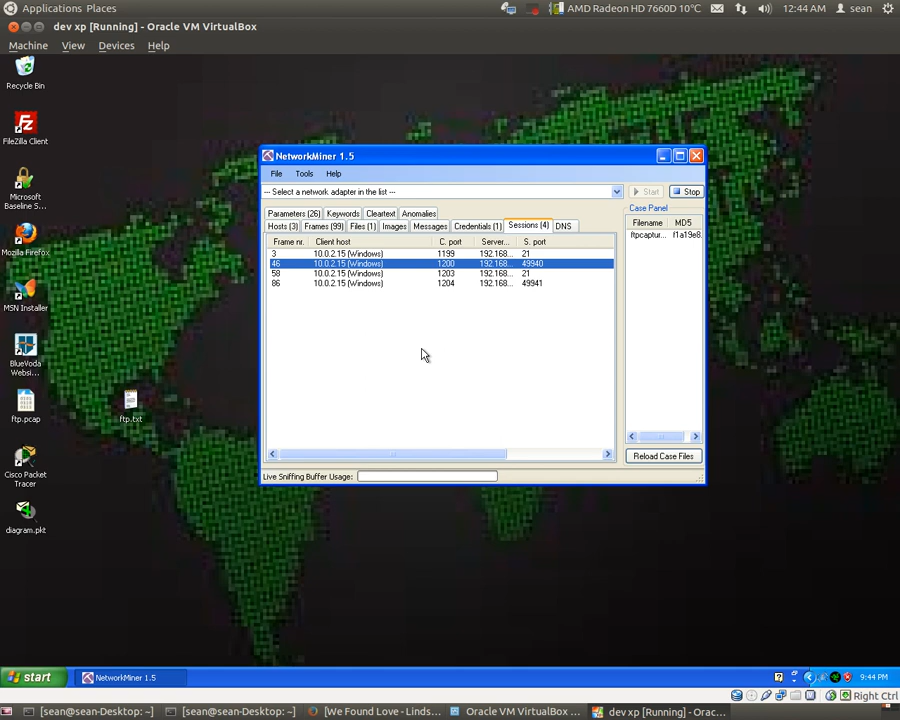 Applications Places
AMD Radeon HD 7660D 10°C
12:44 AM
sean
dev xp [Running] - Oracle VM VirtualBox
Machine View Devices Help
Recycle Bin
FileZilla Client
Microsoft
Baseline S...
Mozilla Firefox
MSN Installer
BlueVoda
Websi...
ftp.pcap
ftp.txt
Cisco Packet
Tracer
diagram.pkt
NetworkMiner 1.5
File Tools Help
--- Select a network adapter in the list ---
Start
Stop
Parameters (26) Keywords Cleartext Anomalies
Hosts (3) Frames (99) Files (1) Images Messages Credentials (1) Sessions (4) DNS
Frame nr. Client host C. port Server... S. port
3 10.0.2.15 (Windows) 1199 192.168... 21
46 10.0.2.15 (Windows) 1200 192.168... 49940
58 10.0.2.15 (Windows) 1203 192.168... 21
86 10.0.2.15 (Windows) 1204 192.168... 49941
Case Panel
Filename MD5
ftpcaptur... f1a19e8
Reload Case Files
Live Sniffing Buffer Usage:
start
NetworkMiner 1.5
9:44 PM
Right Ctrl
[sean@sean-Desktop: ~] [sean@sean-Desktop: ~] [We Found Love - Linds... Oracle VM VirtualBox ... dev xp [Running] - Orac...